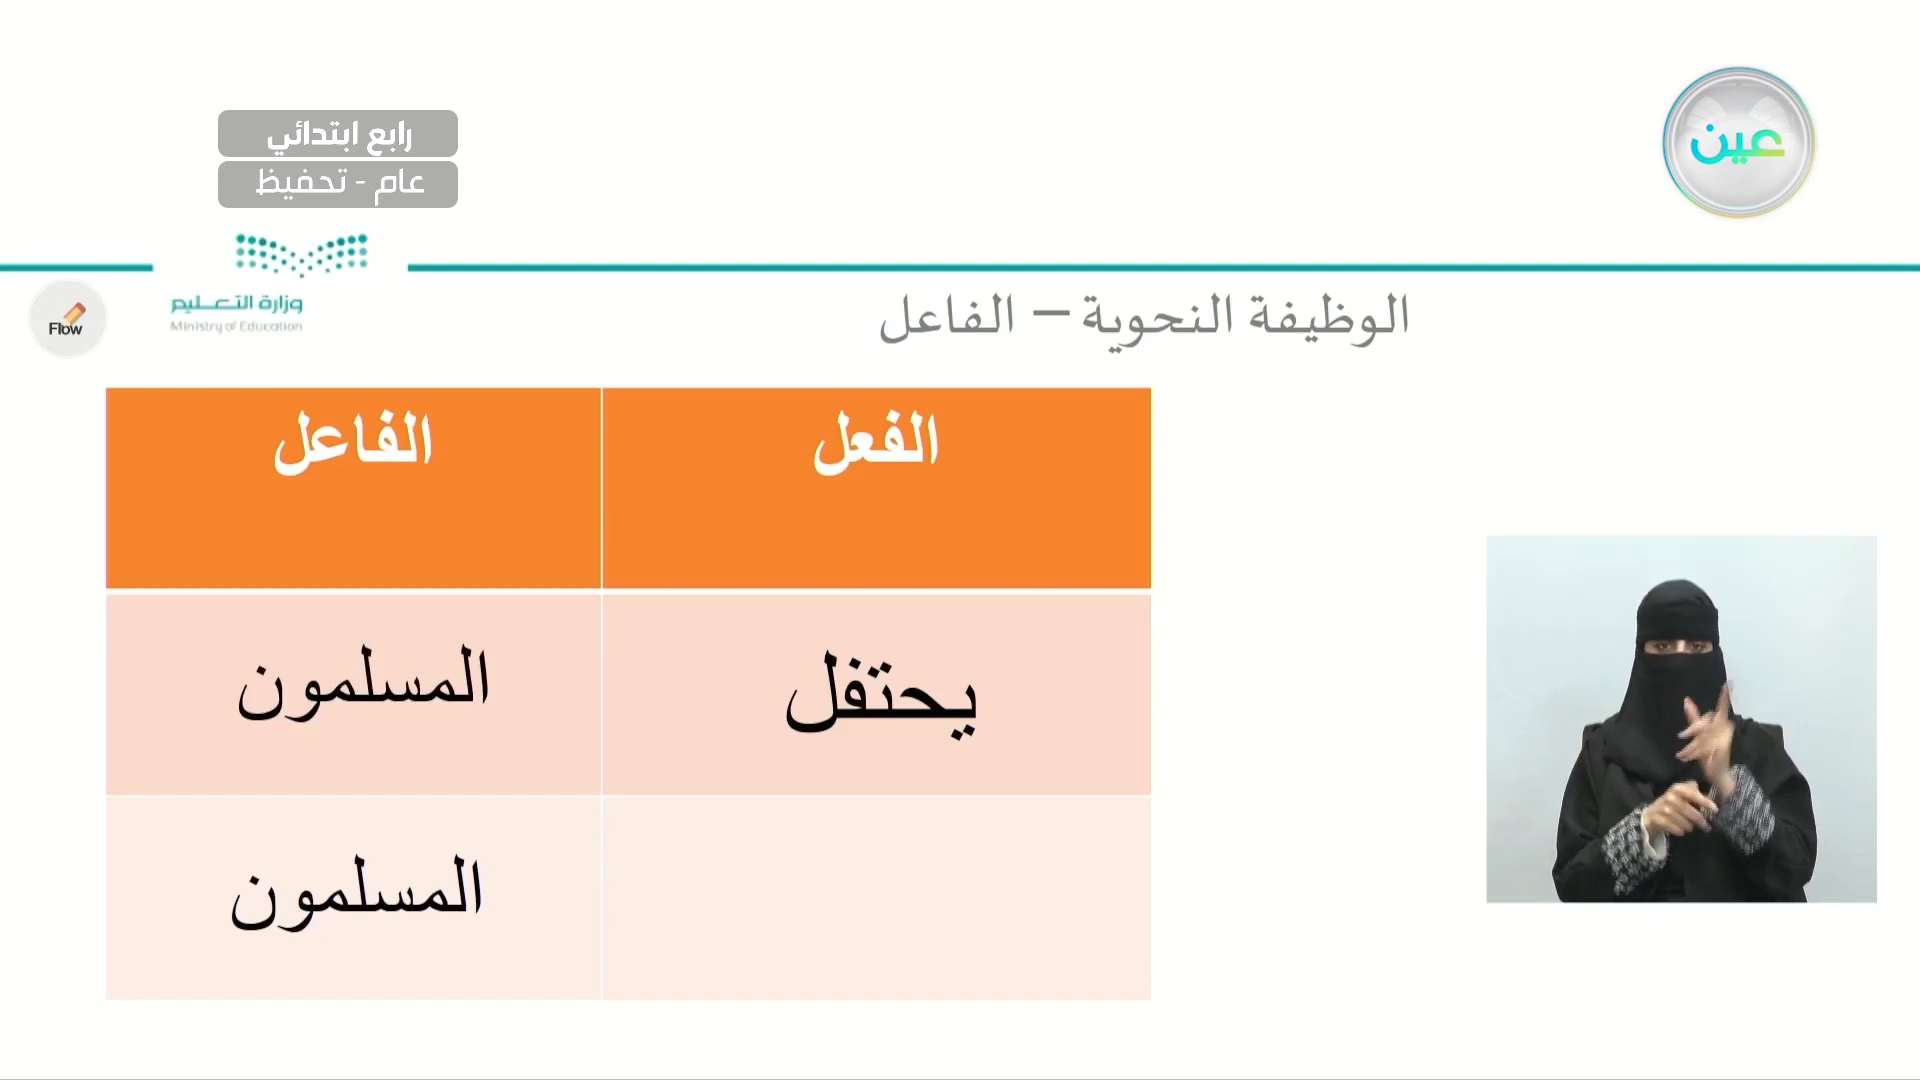 عين
رابع ابتدائي
عام - تحفيظ
وزارة التعليم
Ministry of Education
Flow
الوظيفة النحوية – الفاعل
الفعل الفاعل
يحتفل المسلمون
المسلمون